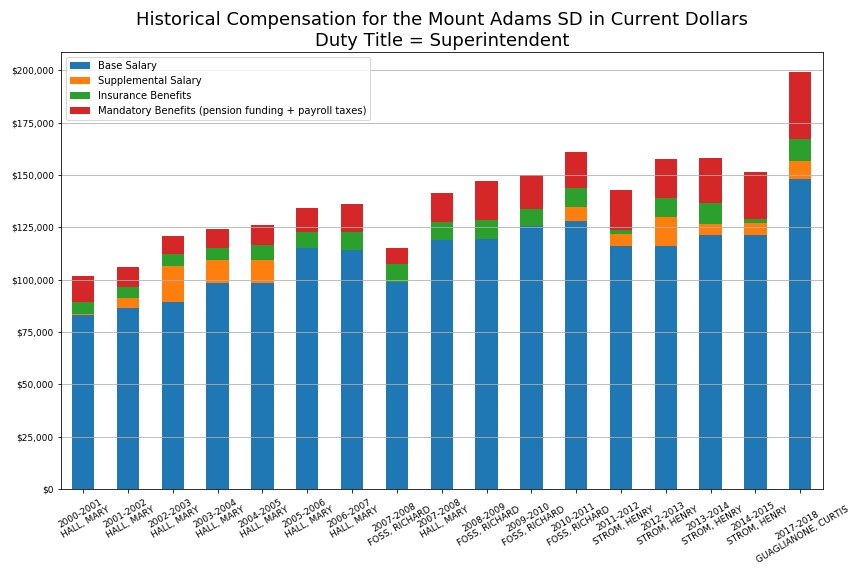 Historical Compensation for the Mount Adams SD in Current Dollars
Duty Title = Superintendent
Base Salary
Supplemental Salary
Insurance Benefits
Mandatory Benefits (pension funding + payroll taxes)
$200,000
$175,000
$150,000
$125,000
$100,000
$75,000
$50,000
$25,000
$0
2000-2001
HALL, MARY
2001-2002
HALL, MARY
2002-2003
HALL, MARY
2003-2004
HALL, MARY
2004-2005
HALL, MARY
2005-2006
HALL, MARY
2006-2007
HALL, MARY
2007-2008
FOSS, RICHARD
2007-2008
HALL, MARY
2008-2009
FOSS, RICHARD
2009-2010
FOSS, RICHARD
2010-2011
FOSS, RICHARD
2011-2012
STROM, HENRY
2012-2013
STROM, HENRY
2013-2014
STROM, HENRY
2014-2015
STROM, HENRY
2017-2018
GUAGLIANONE, CURTIS